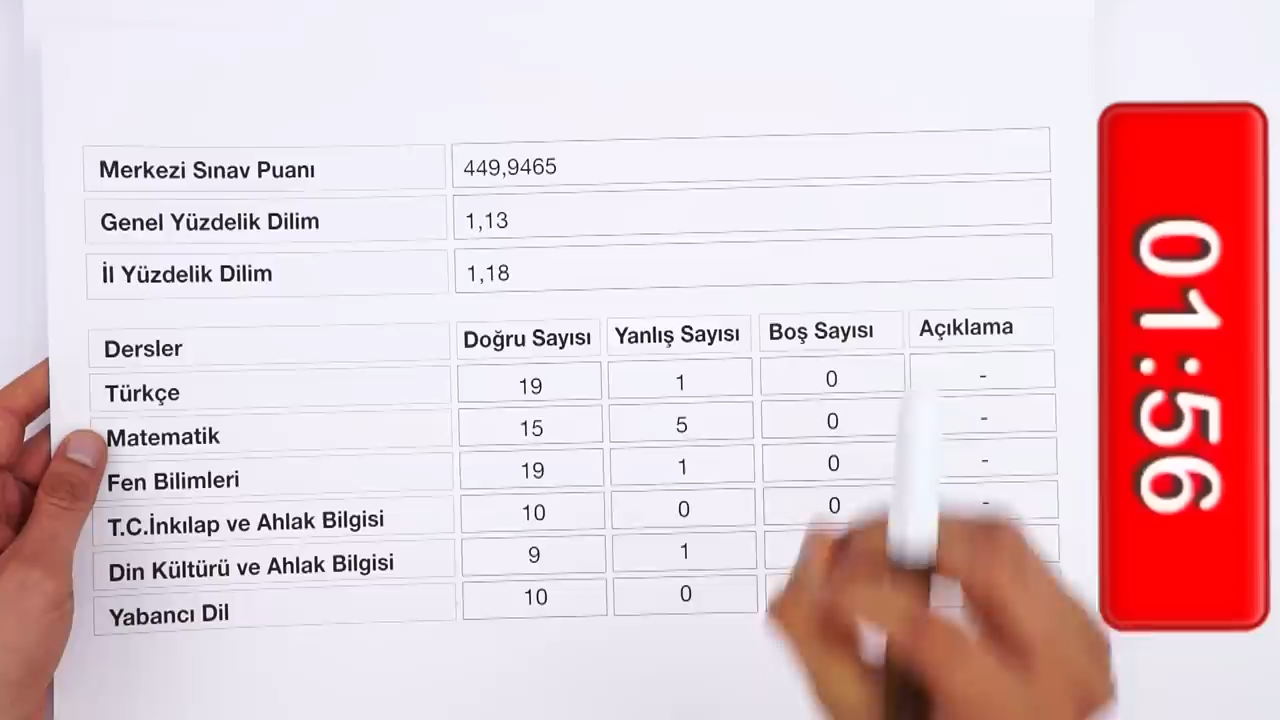 Merkezi Sınav Puanı 449,9465
Genel Yüzdelik Dilim 1,13
İl Yüzdelik Dilim 1,18
Dersler Doğru Sayısı Yanlış Sayısı Boş Sayısı Açıklama
Türkçe 19 1 0 -
Matematik 15 5 0 -
Fen Bilimleri 19 1 0 -
T.C.İnkılap ve Ahlak Bilgisi 10 0 0 -
Din Kültürü ve Ahlak Bilgisi 9 1
Yabancı Dil 10 0
01:56